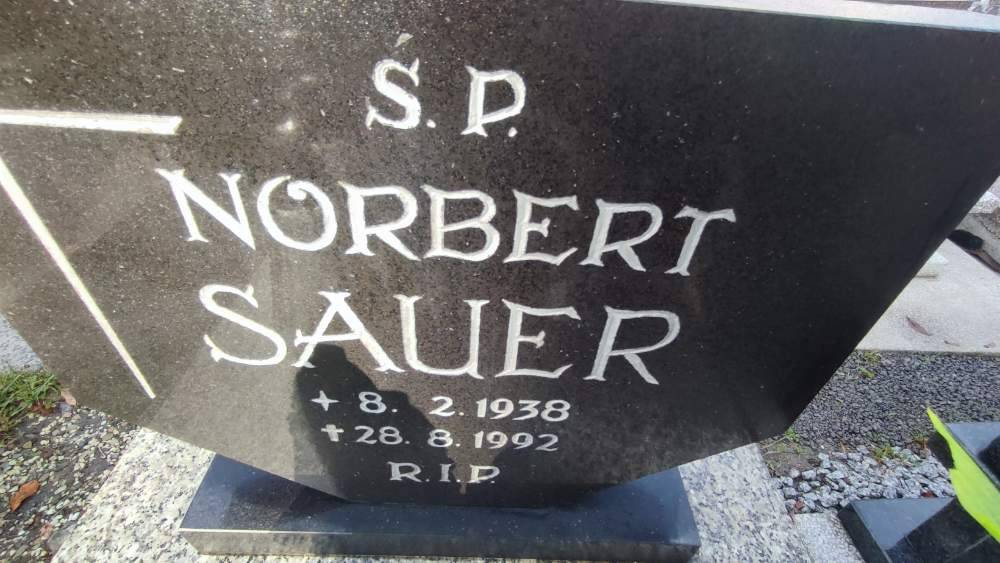 S. P.
NORBERT
SAUER
+ 8. 2. 1938
✝ 28. 8. 1992
R.I.P.